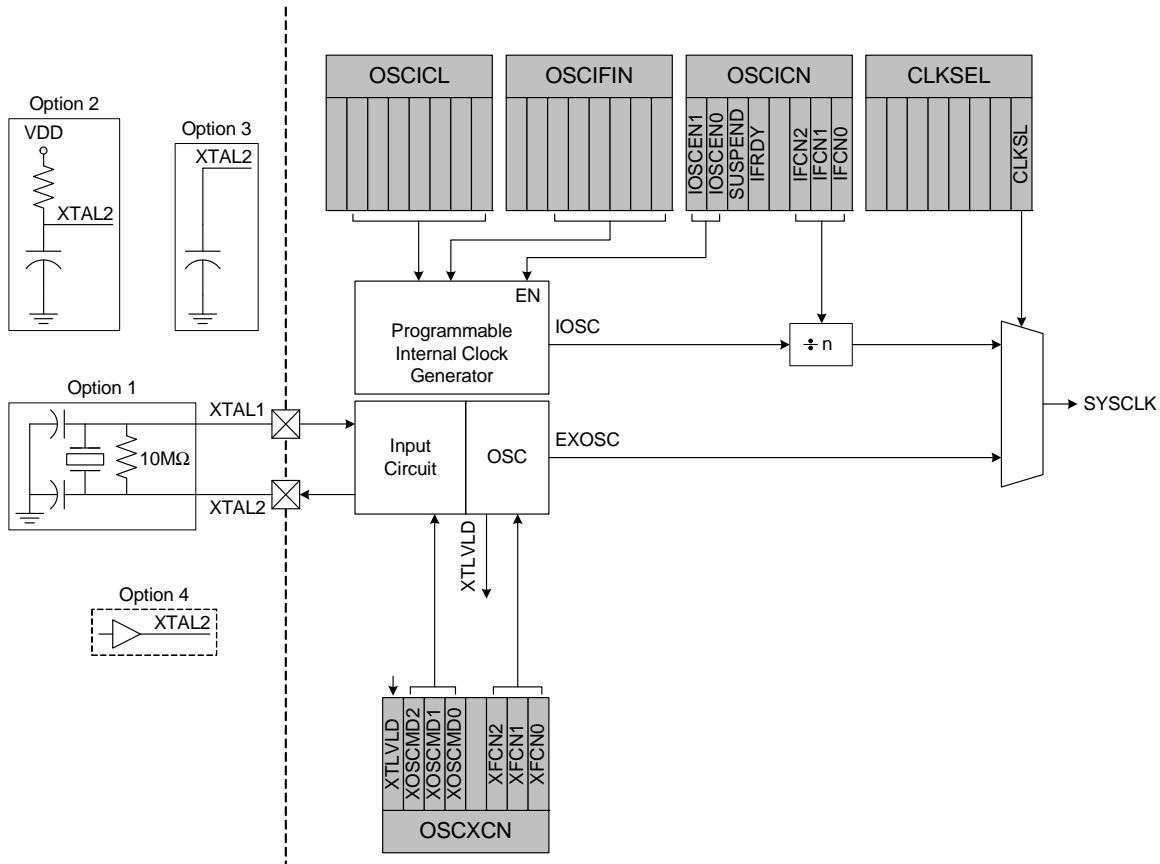 OSCICL
OSCIFIN
OSCICN
CLKSEL
IOSCEN1
IOSCEN0
SUSPEND
IFRDY
IFCN2
IFCN1
IFCN0
CLKSL
Option 2
VDD
XTAL2
Option 3
XTAL2
EN
Programmable
Internal Clock
Generator
IOSC
÷ n
SYSCLK
Option 1
10MΩ
XTAL1
XTAL2
Input
Circuit
OSC
EXOSC
XTLVLD
Option 4
XTAL2
XTLVLD
XOSCMD2
XOSCMD1
XOSCMD0
XFCN2
XFCN1
XFCN0
OSCXCN